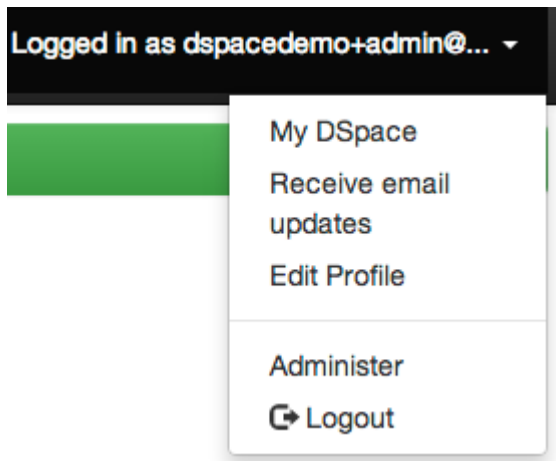 Logged in as dspacedemo+admin@...
My DSpace
Receive email
updates
Edit Profile
Administer
Logout